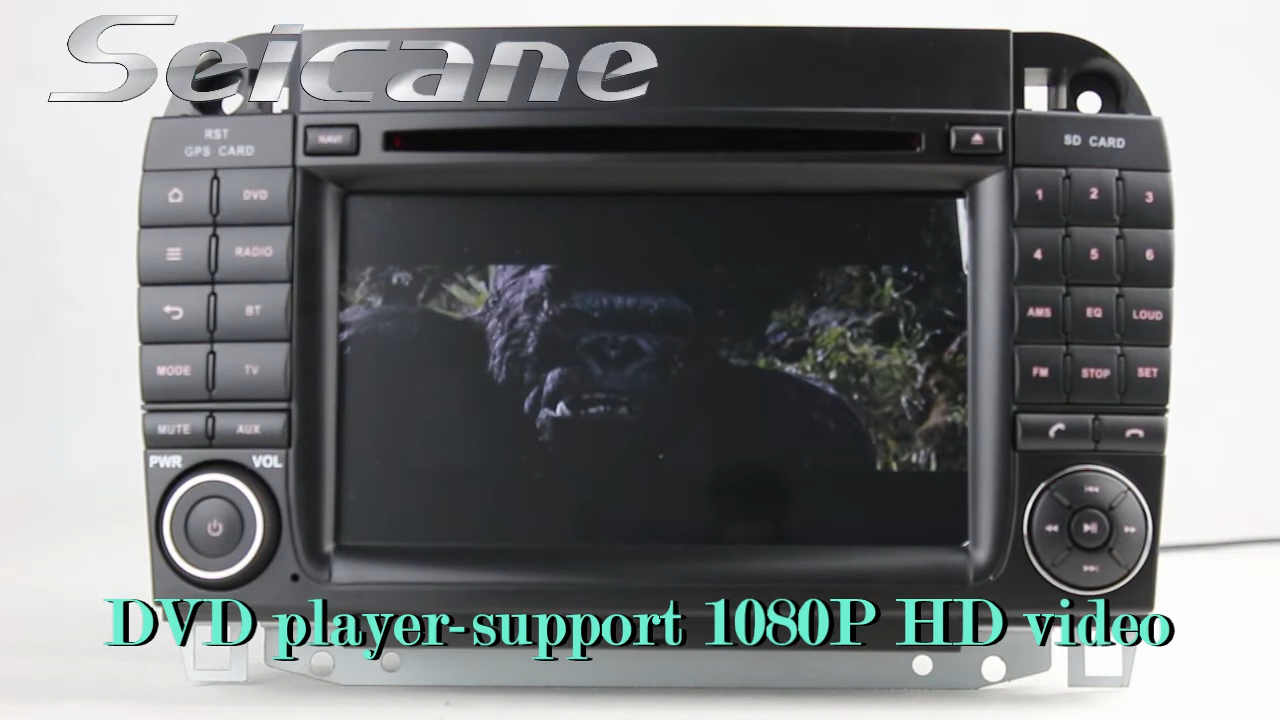 Seicane
RST
GPS CARD
NAVI
SD CARD
DVD
1 2 3
RADIO
4 5 6
BT
AMS EQ LOUD
MODE TV
FM STOP SET
MUTE AUX
PWR VOL
DVD player-support 1080P HD video